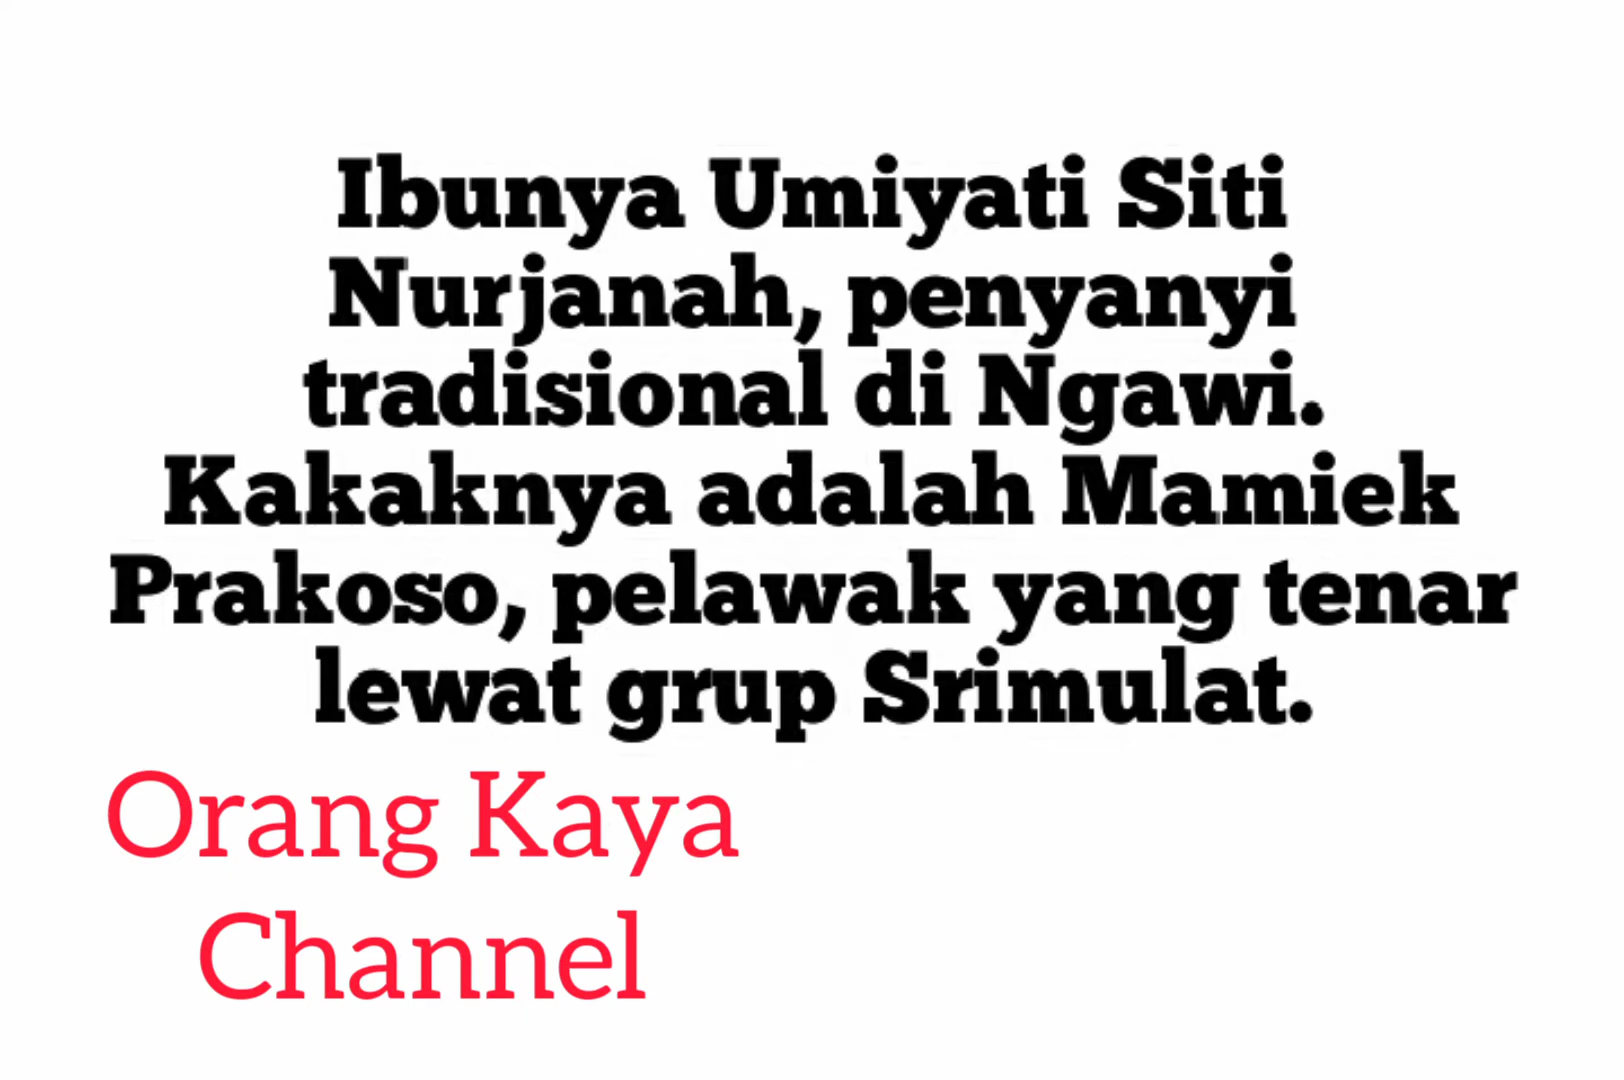 Ibunya Umiyati Siti
Nurjanah, penyanyi
tradisional di Ngawi.
Kakaknya adalah Mamiek
Prakoso, pelawak yang tenar
lewat grup Srimulat.
Orang Kaya
Channel